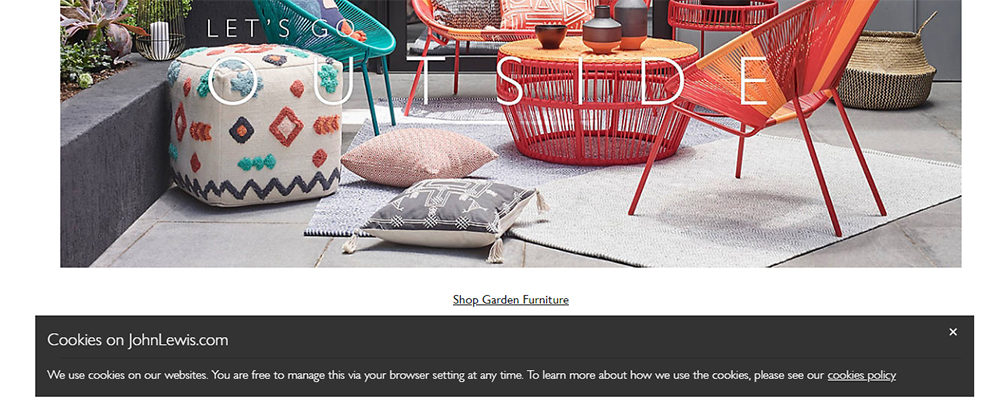 LET'S GO
OUTSIDE
Shop Garden Furniture
Cookies on JohnLewis.com
×
We use cookies on our websites. You are free to manage this via your browser setting at any time. To learn more about how we use the cookies, please see our cookies policy